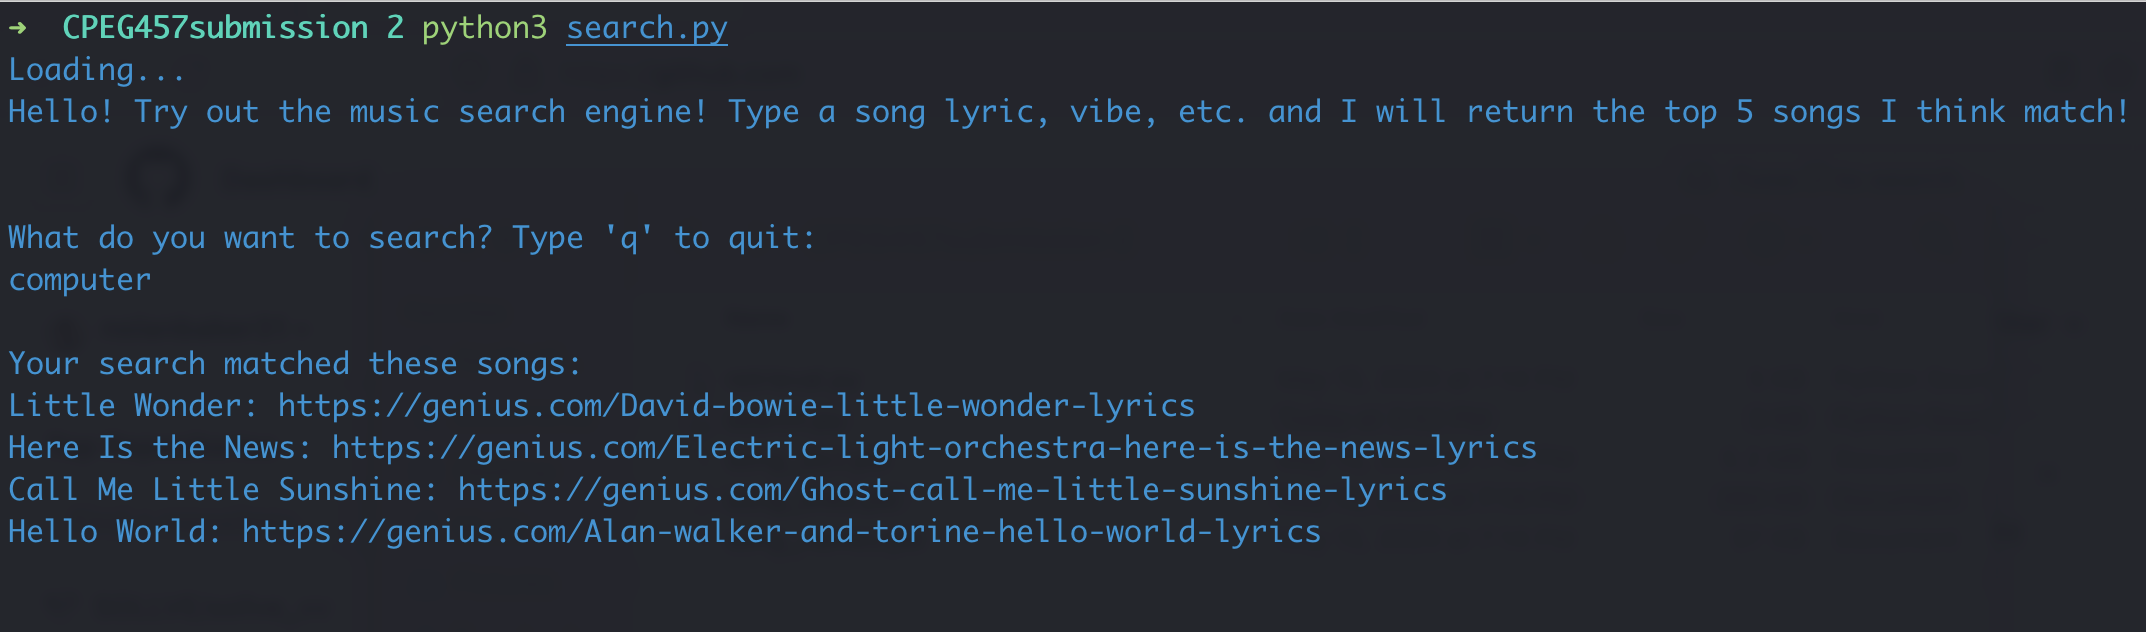 ➜ CPEG457submission 2 python3 search.py
Loading...
Hello! Try out the music search engine! Type a song lyric, vibe, etc. and I will return the top 5 songs I think match!
What do you want to search? Type 'q' to quit:
computer
Your search matched these songs:
Little Wonder: https://genius.com/David-bowie-little-wonder-lyrics
Here Is the News: https://genius.com/Electric-light-orchestra-here-is-the-news-lyrics
Call Me Little Sunshine: https://genius.com/Ghost-call-me-little-sunshine-lyrics
Hello World: https://genius.com/Alan-walker-and-torine-hello-world-lyrics